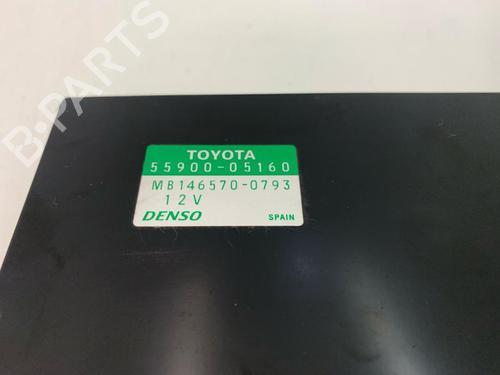 B-PARTS
TOYOTA
55900-05160
MB146570-0793
12V
DENSO SPAIN